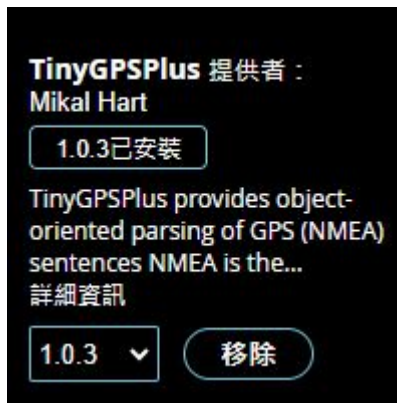 TinyGPSPlus 提供者：
Mikal Hart
1.0.3已安裝
TinyGPSPlus provides object-
oriented parsing of GPS (NMEA)
sentences NMEA is the...
詳細資訊
1.0.3 移除